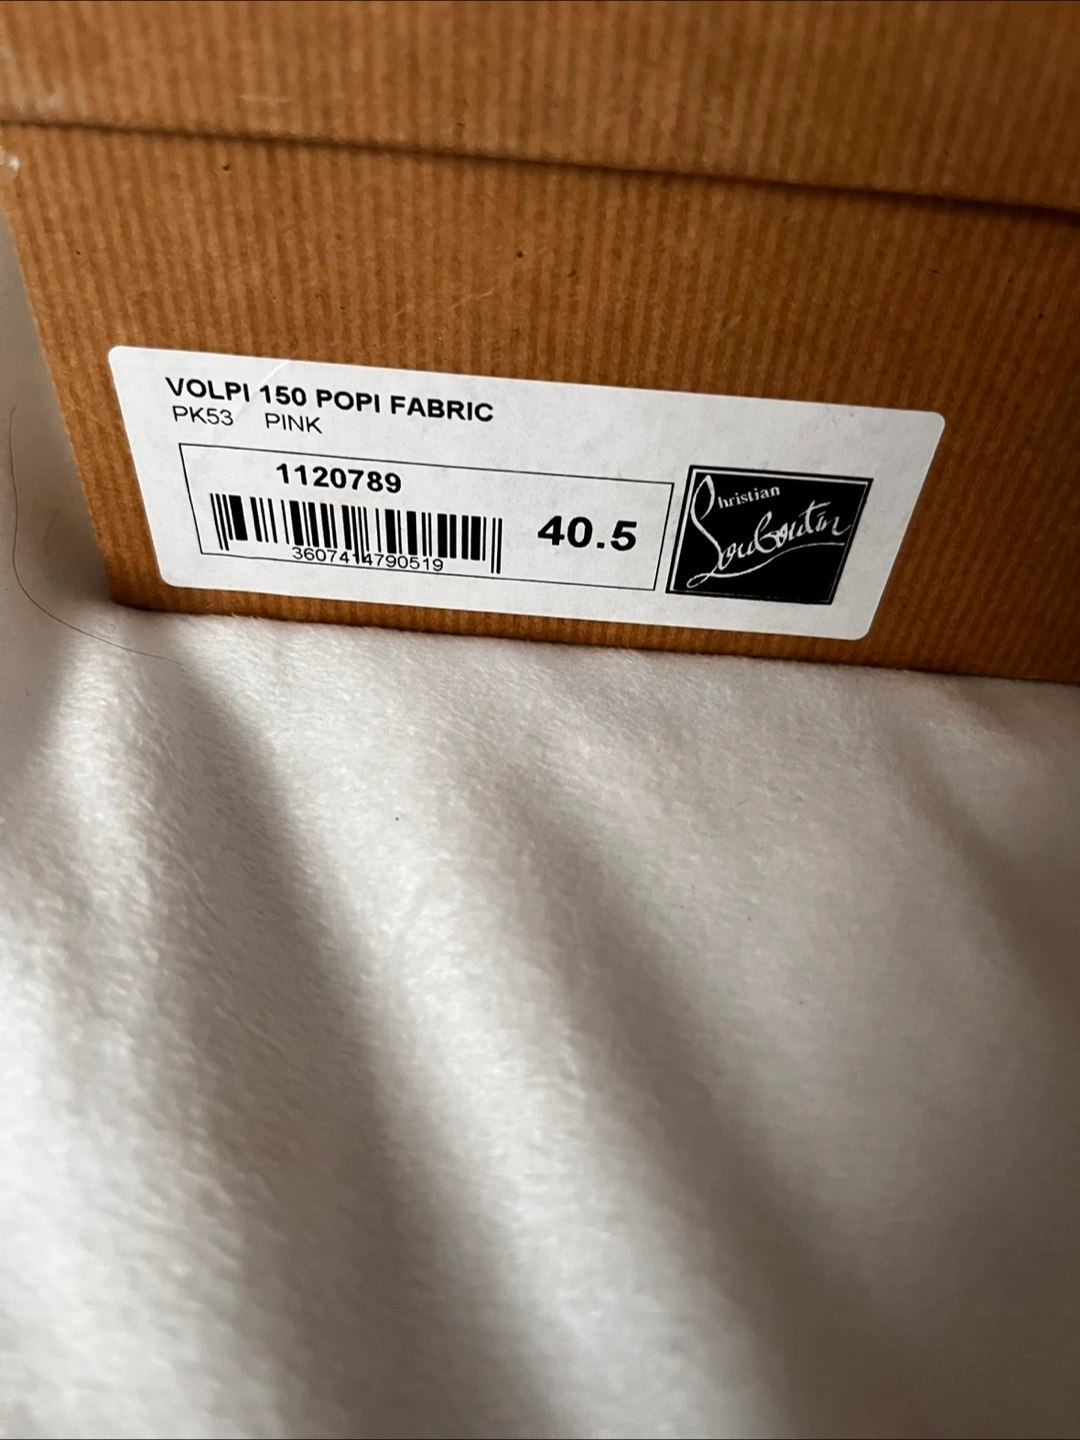 VOLPI 150 POPI FABRIC
PK53 PINK
1120789
3607414790519
40.5
Christian
Louboutin